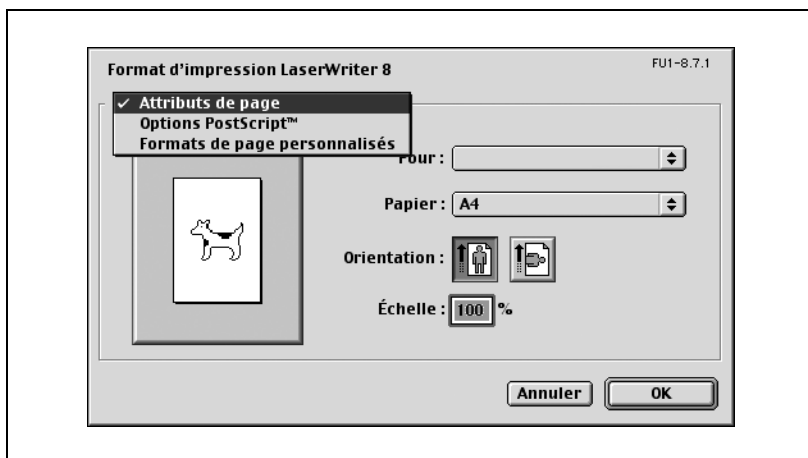 Format d'impression LaserWriter 8
FU1-8.7.1
✓ Attributs de page
Options PostScript™
Formats de page personnalisés
Pour :
Papier : A4
Orientation :
Échelle : 100 %
Annuler OK